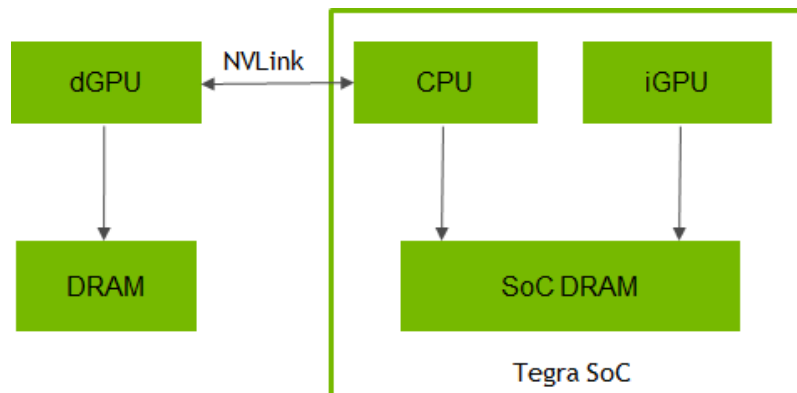 NVLink
dGPU
CPU
iGPU
DRAM
SoC DRAM
Tegra SoC